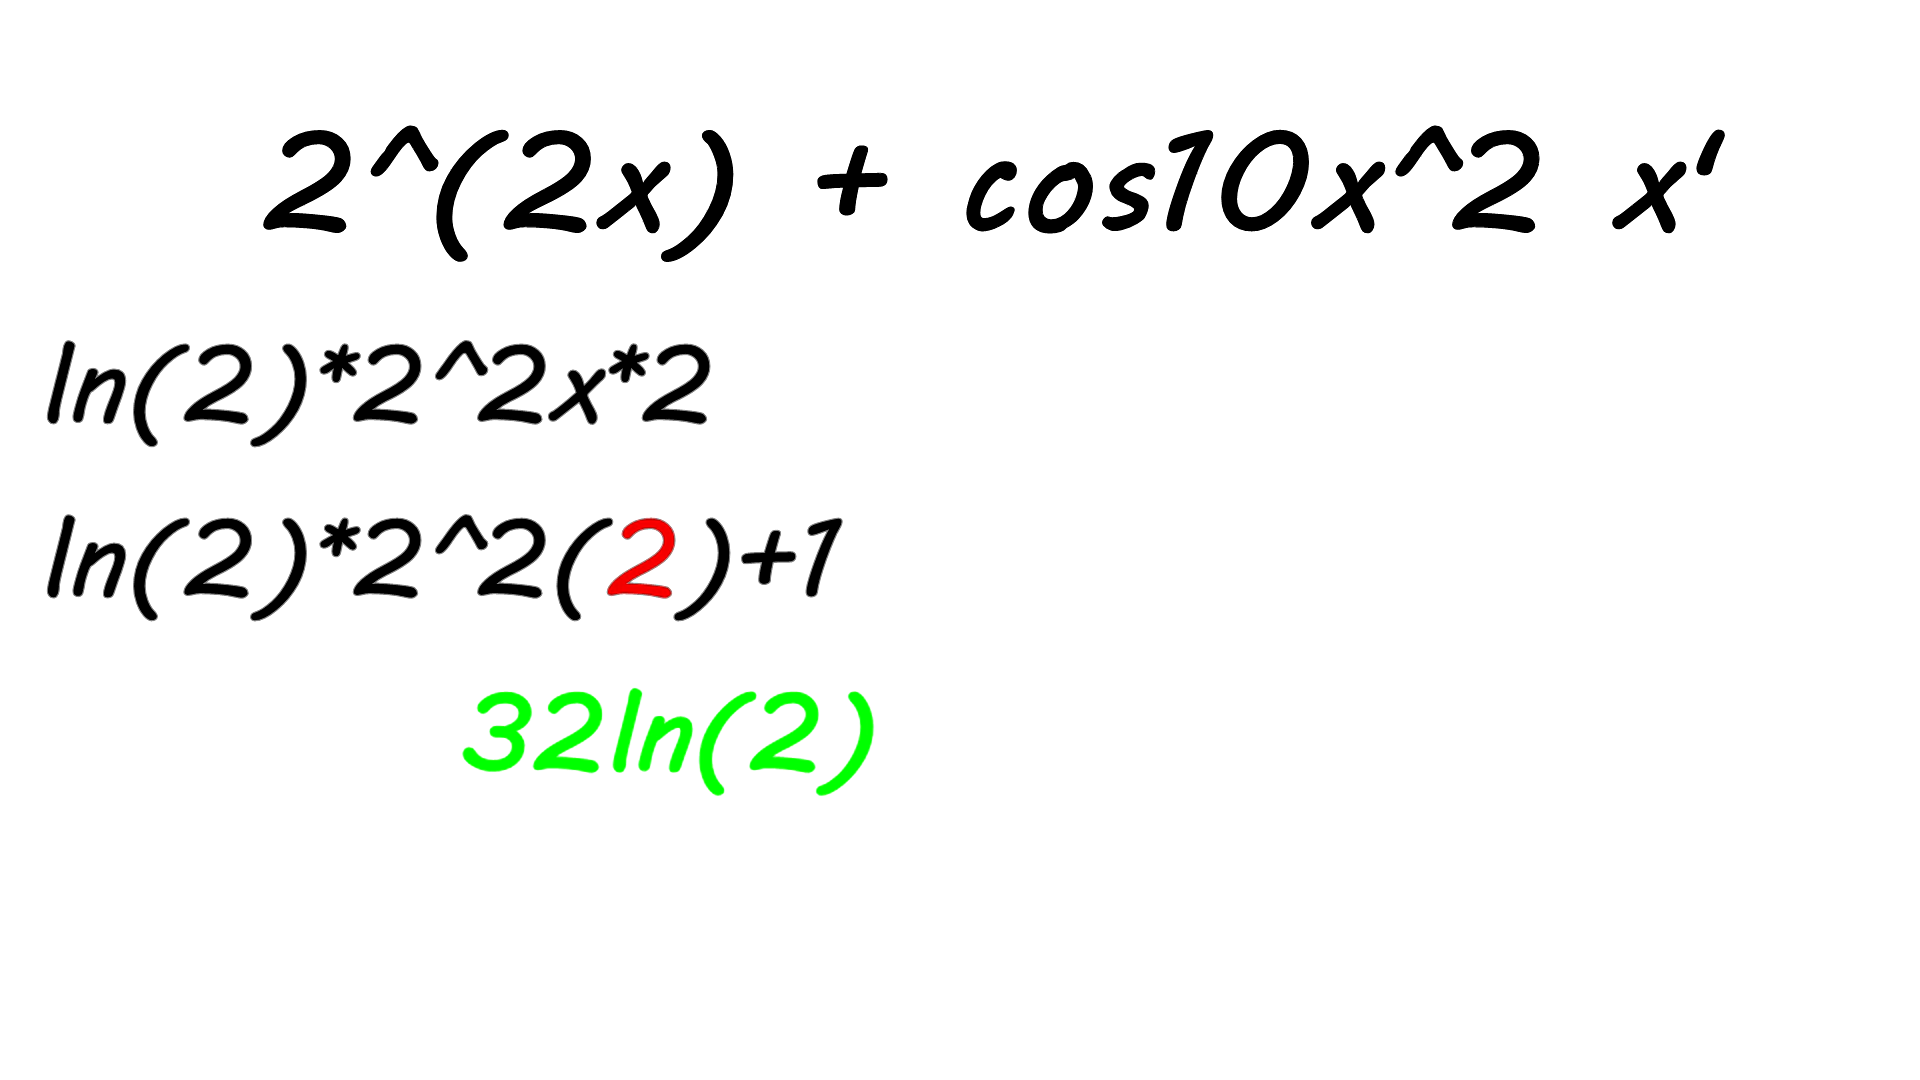 2^(2x) + cos10x^2 x'
ln(2)*2^2x*2
ln(2)*2^2(2)+1
32ln(2)